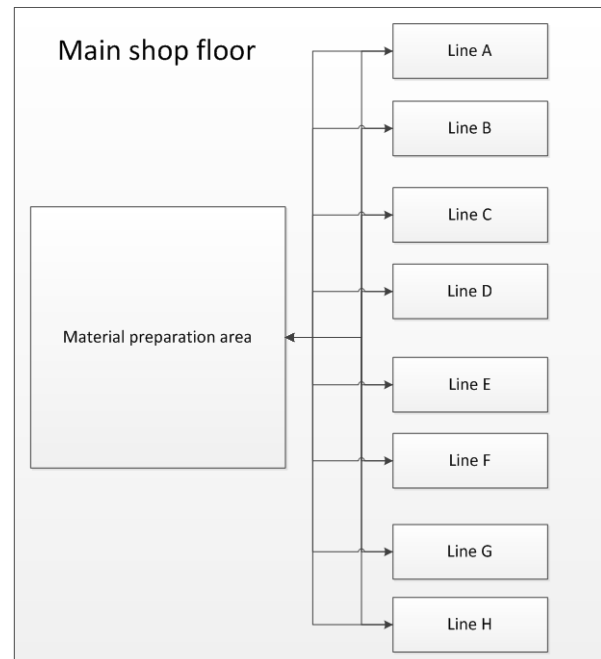 Main shop floor
Line A
Line B
Line C
Line D
Material preparation area
Line E
Line F
Line G
Line H